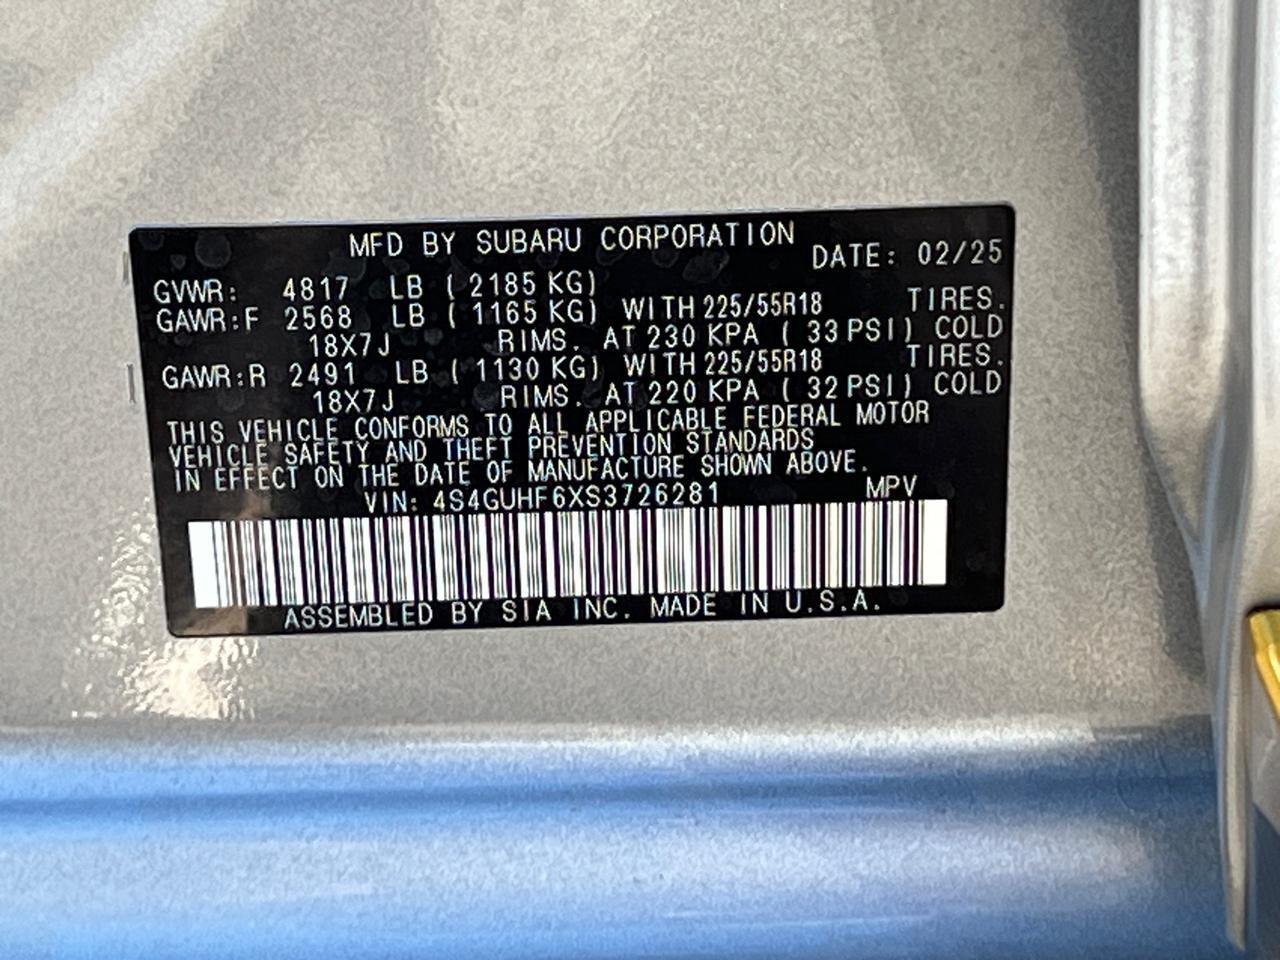 MFD BY SUBARU CORPORATION DATE: 02/25
GVWR: 4817 LB ( 2185 KG)
GAWR:F 2568 LB ( 1165 KG) WITH 225/55R18 TIRES.
18X7J RIMS. AT 230 KPA ( 33 PSI) COLD
GAWR:R 2491 LB ( 1130 KG) WITH 225/55R18 TIRES.
18X7J RIMS. AT 220 KPA ( 32 PSI) COLD
THIS VEHICLE CONFORMS TO ALL APPLICABLE FEDERAL MOTOR
VEHICLE SAFETY AND THEFT PREVENTION STANDARDS
IN EFFECT ON THE DATE OF MANUFACTURE SHOWN ABOVE.
VIN: 4S4GUHF6XS3726281 MPV
ASSEMBLED BY SIA INC. MADE IN U.S.A.